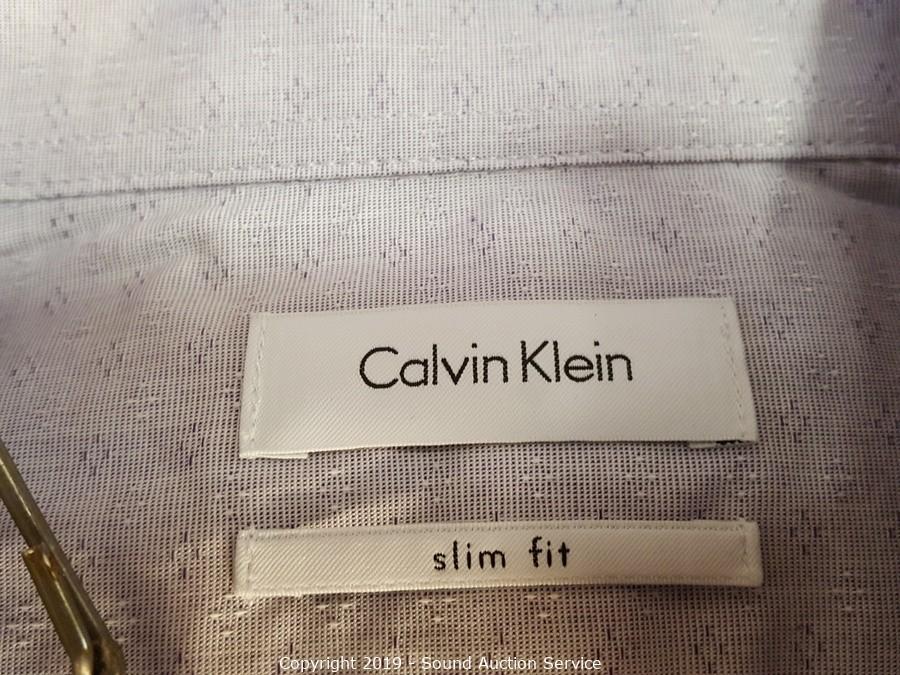 Calvin Klein
slim fit
Copyright 2019 - Sound Auction Service